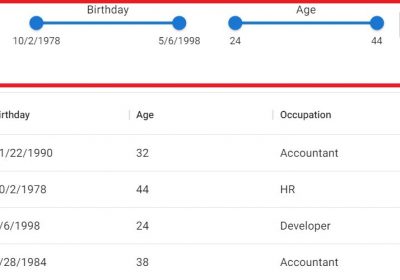 Birthday Age
10/2/1978 5/6/1998 24 44
irthday Age Occupation
1/22/1990 32 Accountant
0/2/1978 44 HR
/6/1998 24 Developer
/28/1984 38 Accountant